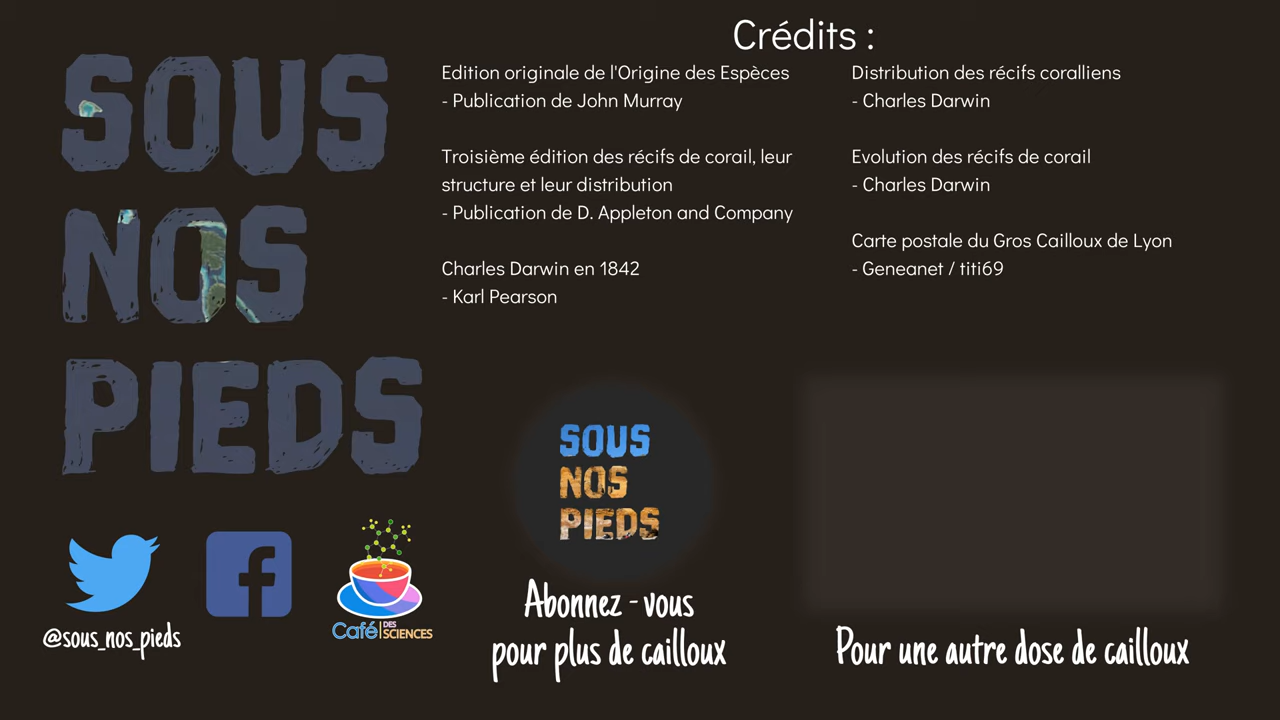 SOUS
NOS
PIEDS
Crédits :
Edition originale de l'Origine des Espèces
- Publication de John Murray
Troisième édition des récifs de corail, leur
structure et leur distribution
- Publication de D. Appleton and Company
Charles Darwin en 1842
- Karl Pearson
Distribution des récifs coralliens
- Charles Darwin
Evolution des récifs de corail
- Charles Darwin
Carte postale du Gros Cailloux de Lyon
- Geneanet / titi69
@sous_nos_pieds
Café DES
SCIENCES
SOUS
NOS
PIEDS
Abonnez - vous
pour plus de cailloux
Pour une autre dose de cailloux